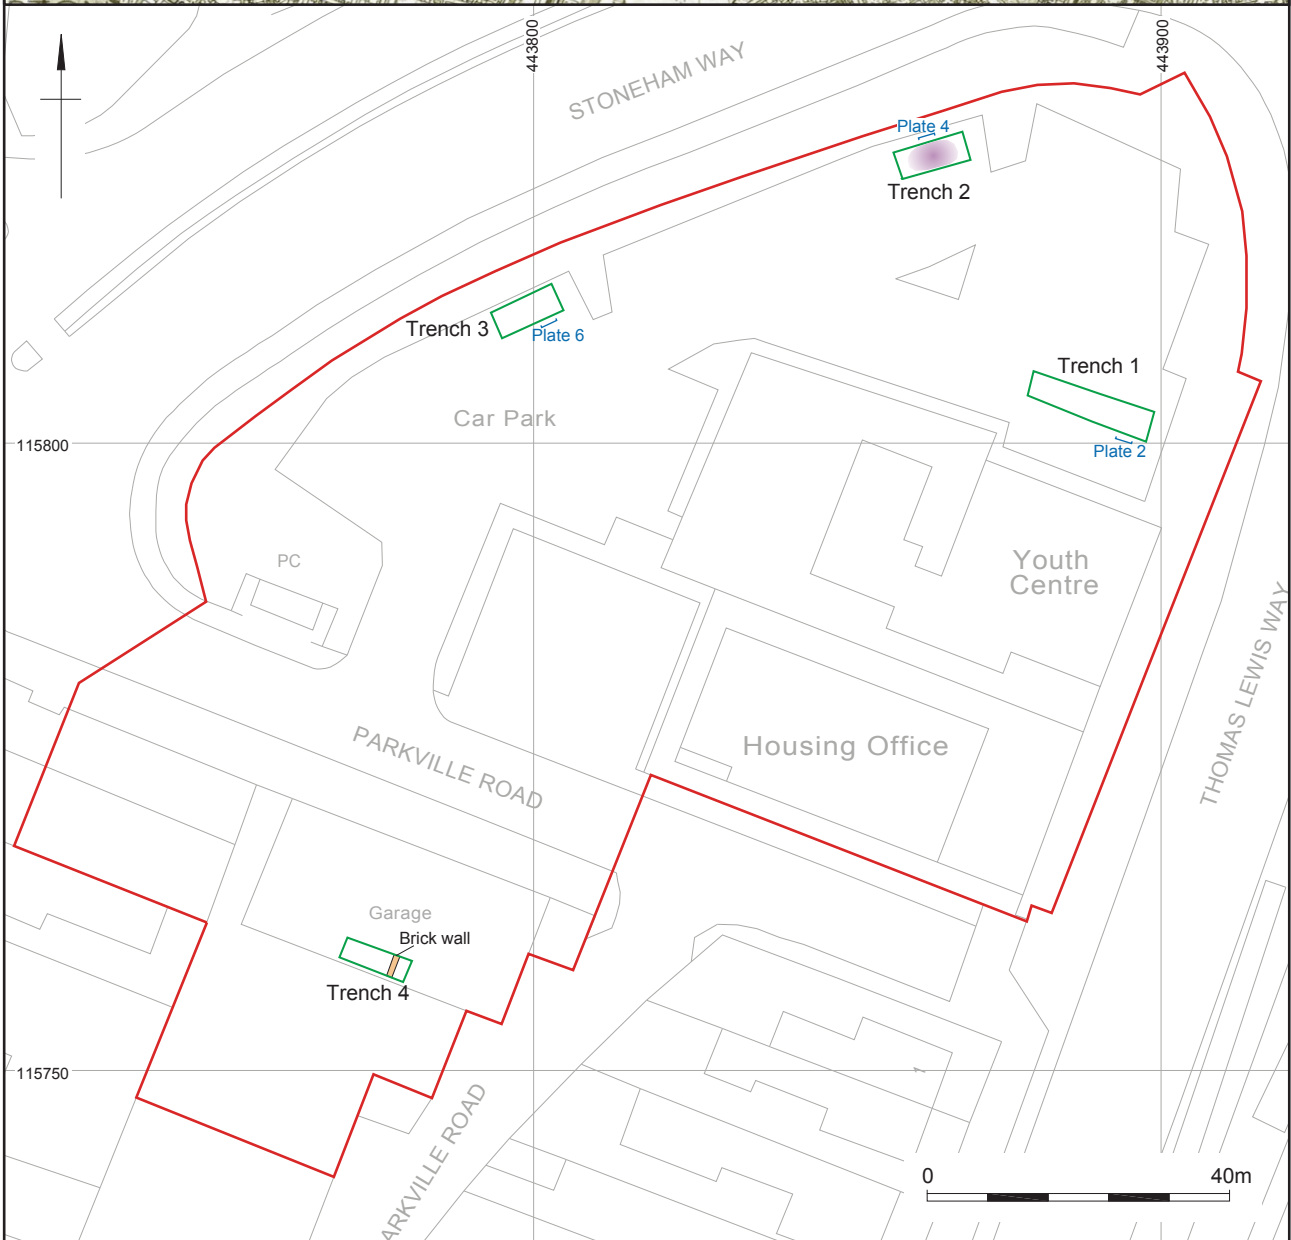 443800
443900
STONEHAM WAY
Plate 4
Trench 2
Trench 3
Plate 6
Trench 1
Car Park
115800
Plate 2
PC
Youth
Centre
THOMAS LEWIS WAY
PARKVILLE ROAD
Housing Office
Garage
Brick wall
Trench 4
1
115750
ARKVILLE ROAD
0
40m